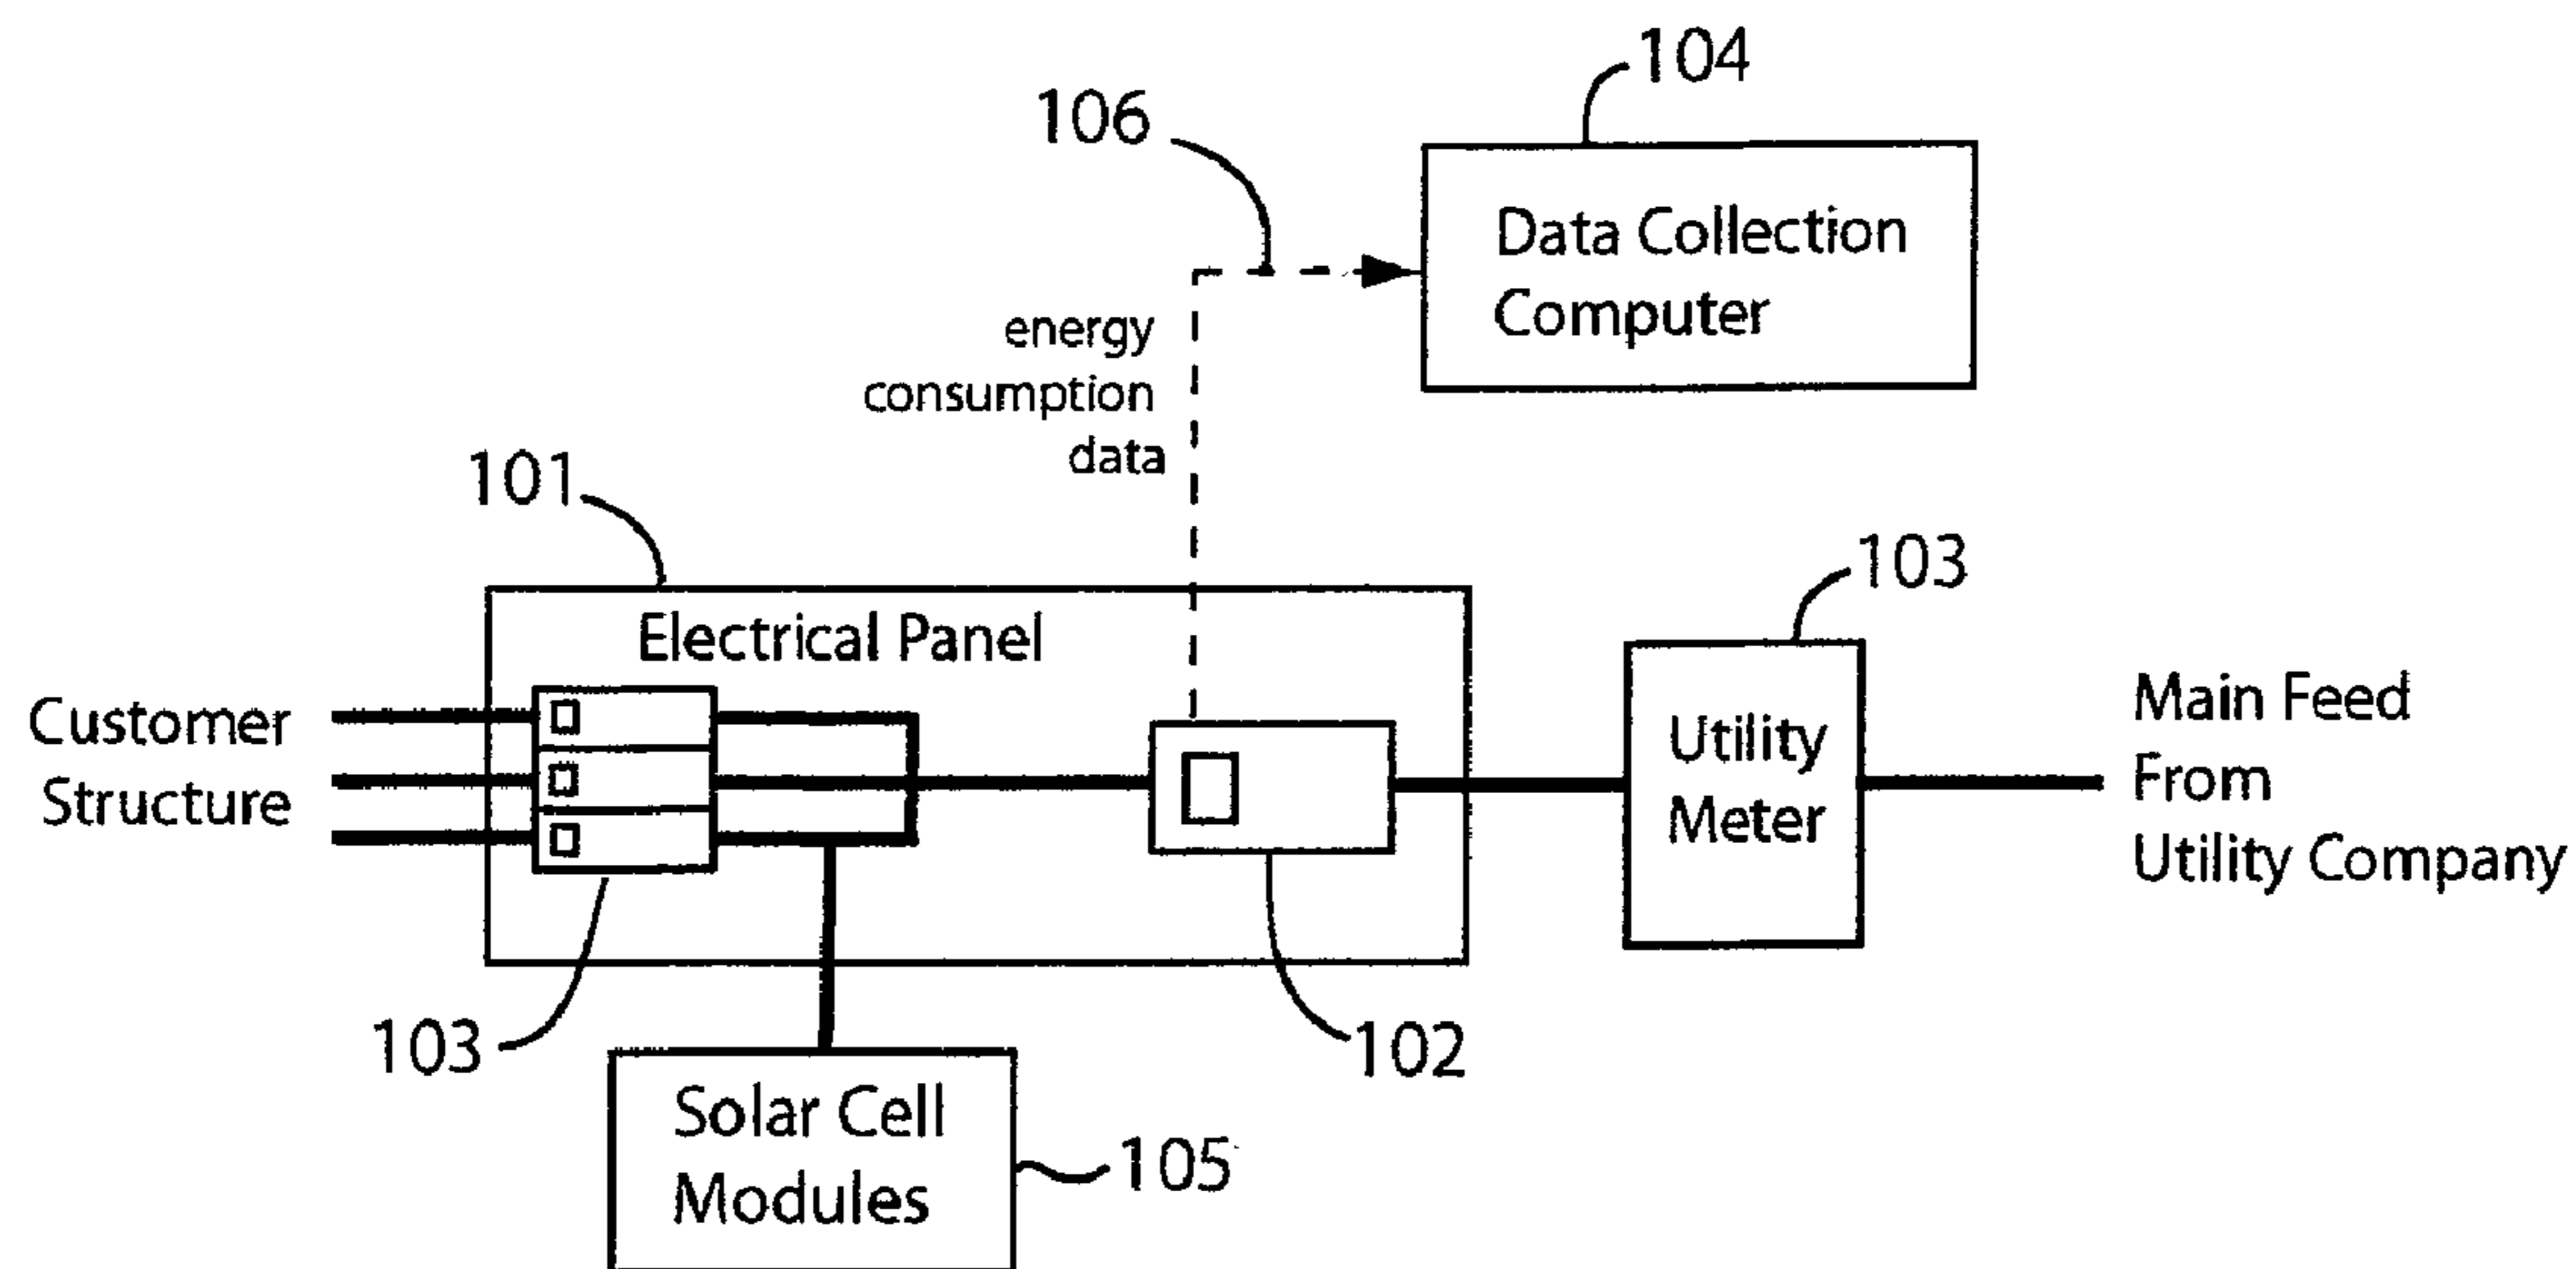 104
106
Data Collection
Computer
energy
consumption
data
101
103
Electrical Panel
Customer
Structure
Utility
Meter
Main Feed
From
Utility Company
103
102
Solar Cell
Modules
105